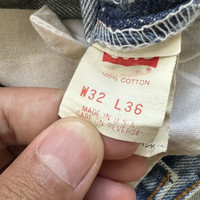 100% COTTON
W32 L36
MADE IN U.S.A
CARE ON REVERSE